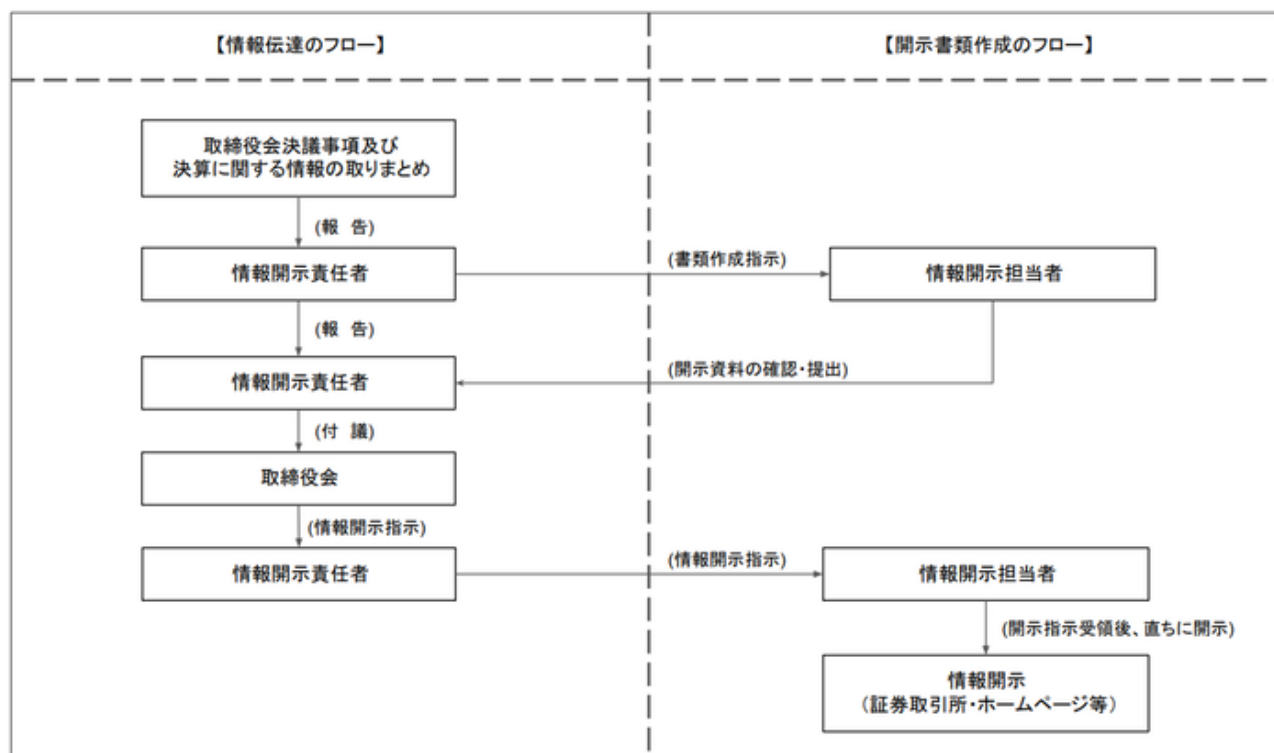 【情報伝達のフロー】
【開示書類作成のフロー】
取締役会決議事項及び
決算に関する情報の取りまとめ
(報　告)
情報開示責任者
(書類作成指示)
情報開示担当者
(報　告)
(開示資料の確認・提出)
情報開示責任者
(付　議)
取締役会
(情報開示指示)
情報開示責任者
(情報開示指示)
情報開示担当者
(開示指示受領後、直ちに開示)
情報開示
（証券取引所・ホームページ等）